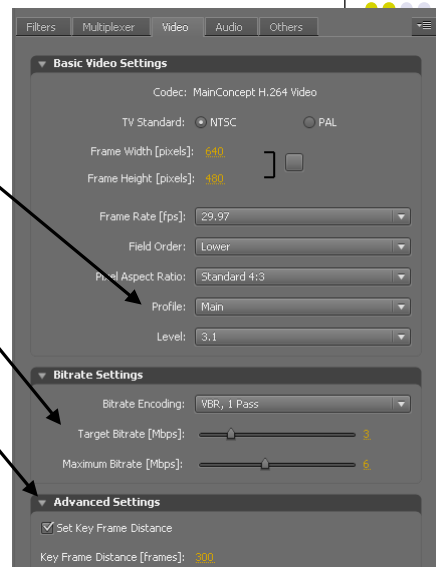 Filters Multiplexer Video Audio Others
Basic Video Settings
Codec: MainConcept H.264 Video
TV Standard: NTSC PAL
Frame Width [pixels]: 640
Frame Height [pixels]: 480
Frame Rate [fps]: 29.97
Field Order: Lower
Pixel Aspect Ratio: Standard 4:3
Profile: Main
Level: 3.1
Bitrate Settings
Bitrate Encoding: VBR, 1 Pass
Target Bitrate [Mbps]: 3
Maximum Bitrate [Mbps]: 6
Advanced Settings
Set Key Frame Distance
Key Frame Distance [frames]: 300